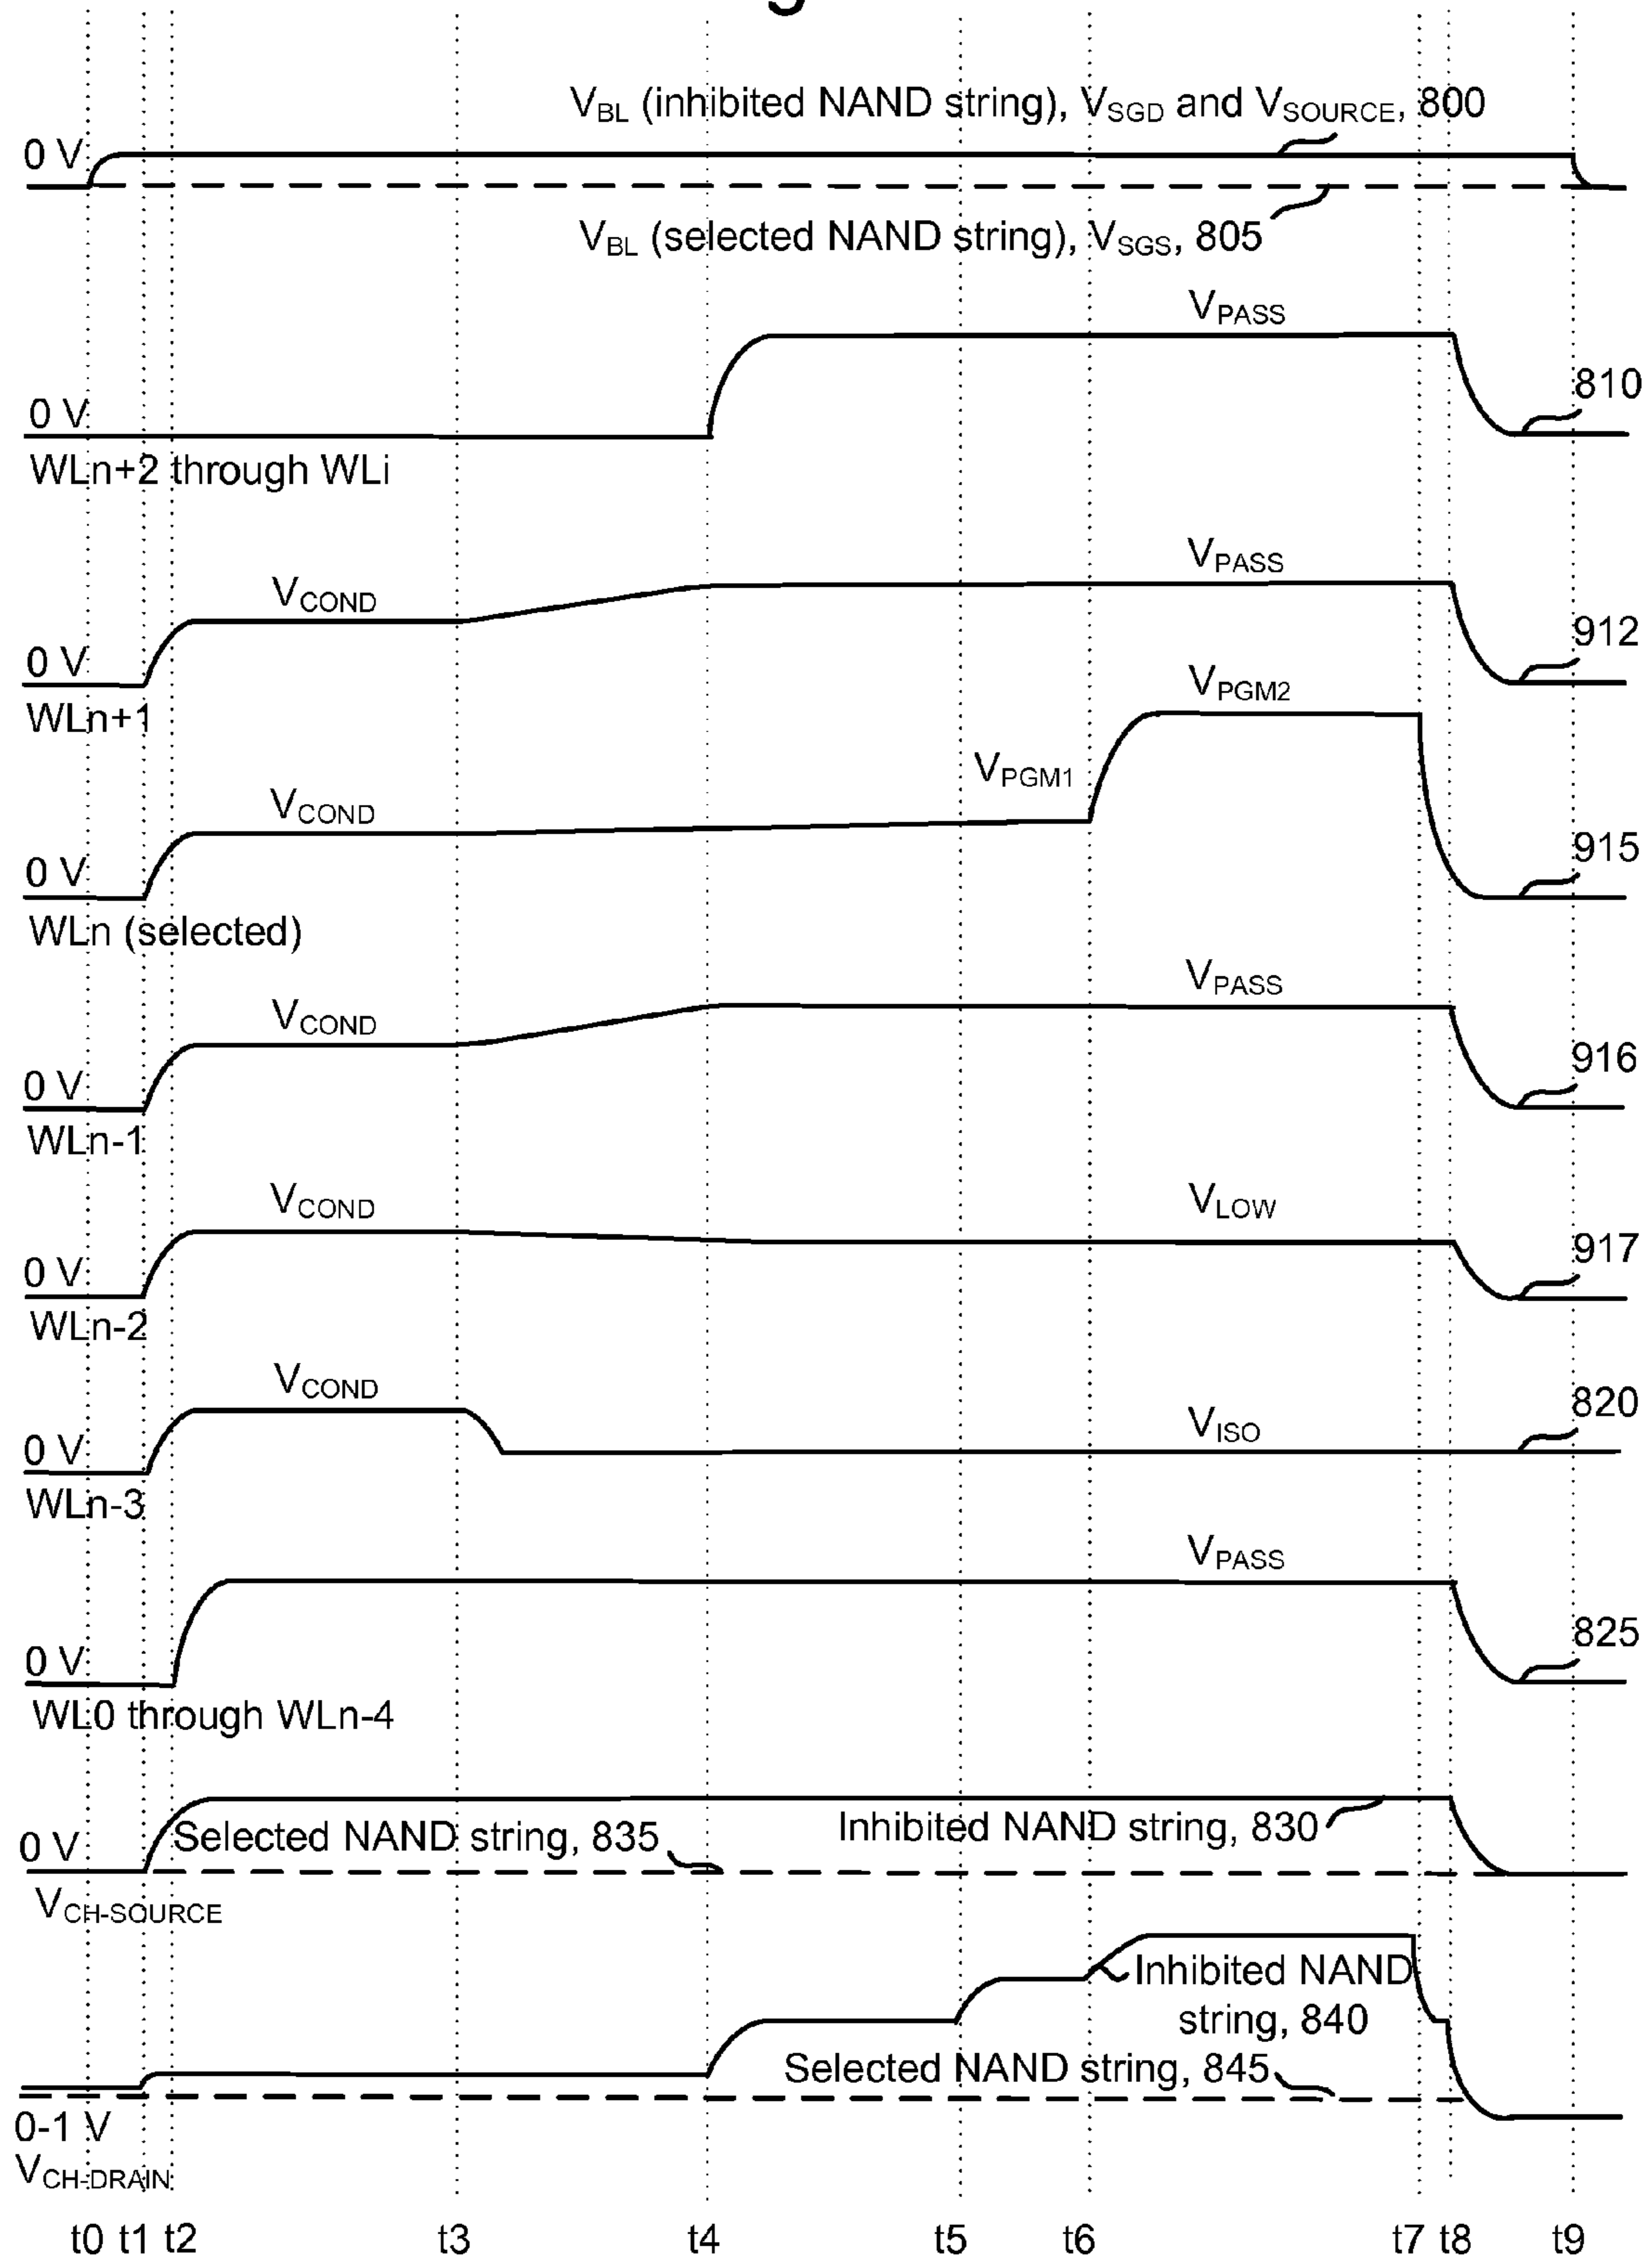 V_BL (inhibited NAND string), V_SGD and V_SOURCE, 800
0 V
V_BL (selected NAND string), V_SGS, 805
V_PASS
810
0 V
WLn+2 through WLi
V_PASS
V_COND
912
0 V
WLn+1
V_PGM2
V_PGM1
V_COND
915
0 V
WLn (selected)
V_PASS
V_COND
916
0 V
WLn-1
V_COND
V_LOW
917
0 V
WLn-2
V_COND
820
V_ISO
0 V
WLn-3
V_PASS
825
0 V
WL0 through WLn-4
Selected NAND string, 835
Inhibited NAND string, 830
0 V
V_CH-SOURCE
Inhibited NAND
string, 840
Selected NAND string, 845
0-1 V
V_CH-DRAIN
t0 t1 t2 t3 t4 t5 t6 t7 t8 t9